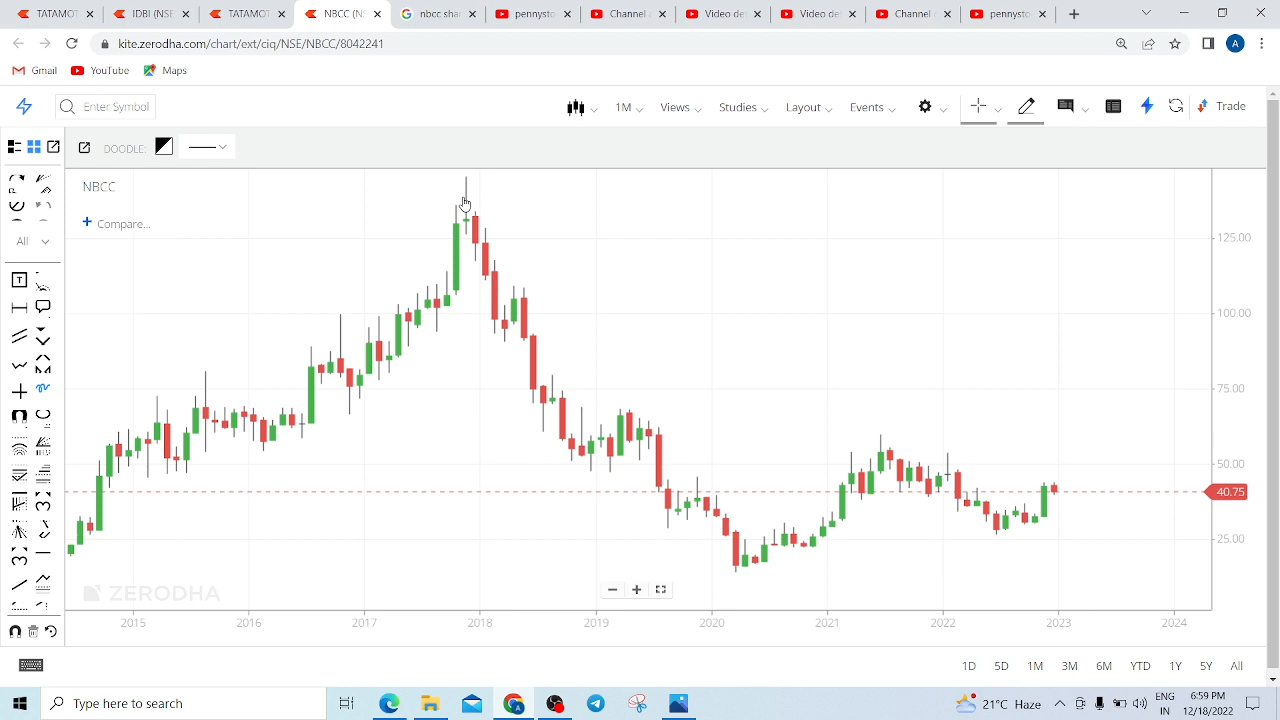 TATAMOT
IDBI (NSE
TATAMOT
NBCC (N
nbcc sha
pennysto
Channel
Video de
Video de
Channel
pennysto
kite.zerodha.com/chart/ext/ciq/NSE/NBCC/8042241
A
Gmail
YouTube
Maps
Enter Symbol
1M
Views
Studies
Layout
Events
Trade
DOODLE:
NBCC
Compare...
All
T
125.00
100.00
75.00
50.00
40.75
25.00
ZERODHA
2015
2016
2017
2018
2019
2020
2021
2022
2023
2024
1D
5D
1M
3M
6M
YTD
1Y
5Y
All
Type here to search
21°C Haze
ENG
IN
6:59 PM
12/18/2022